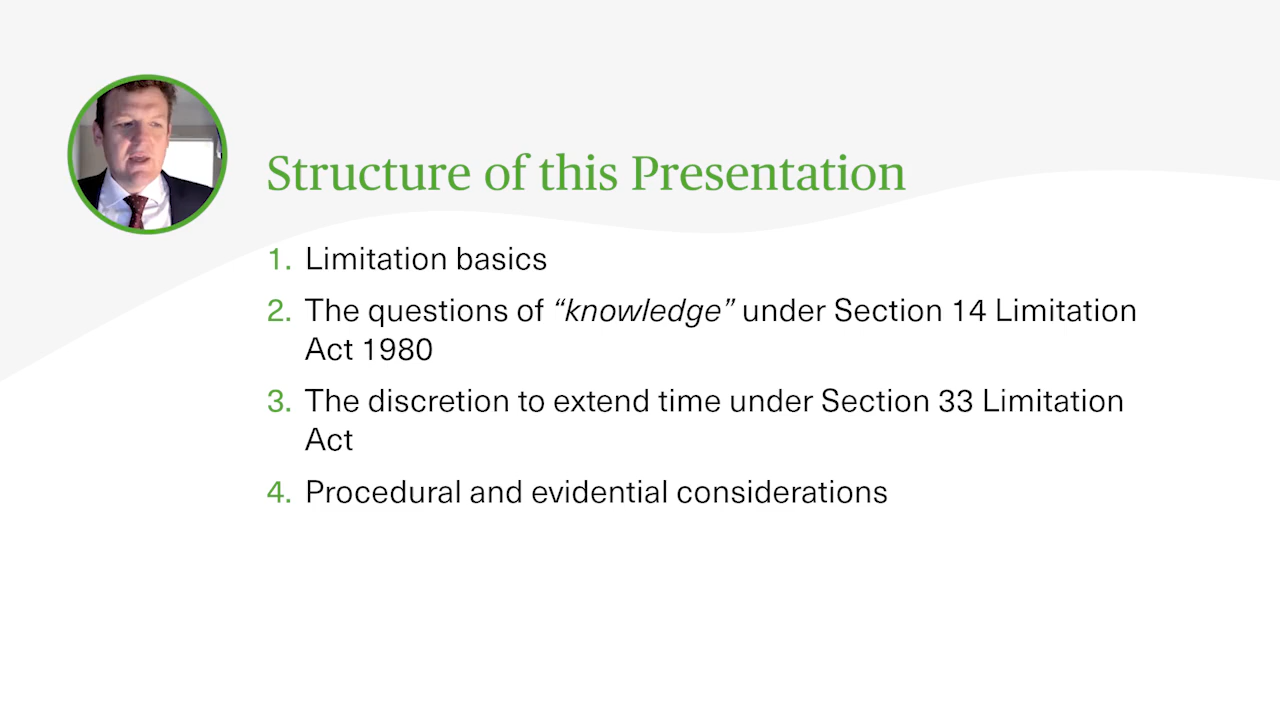 Structure of this Presentation
1. Limitation basics
2. The questions of “knowledge” under Section 14 Limitation
Act 1980
3. The discretion to extend time under Section 33 Limitation
Act
4. Procedural and evidential considerations